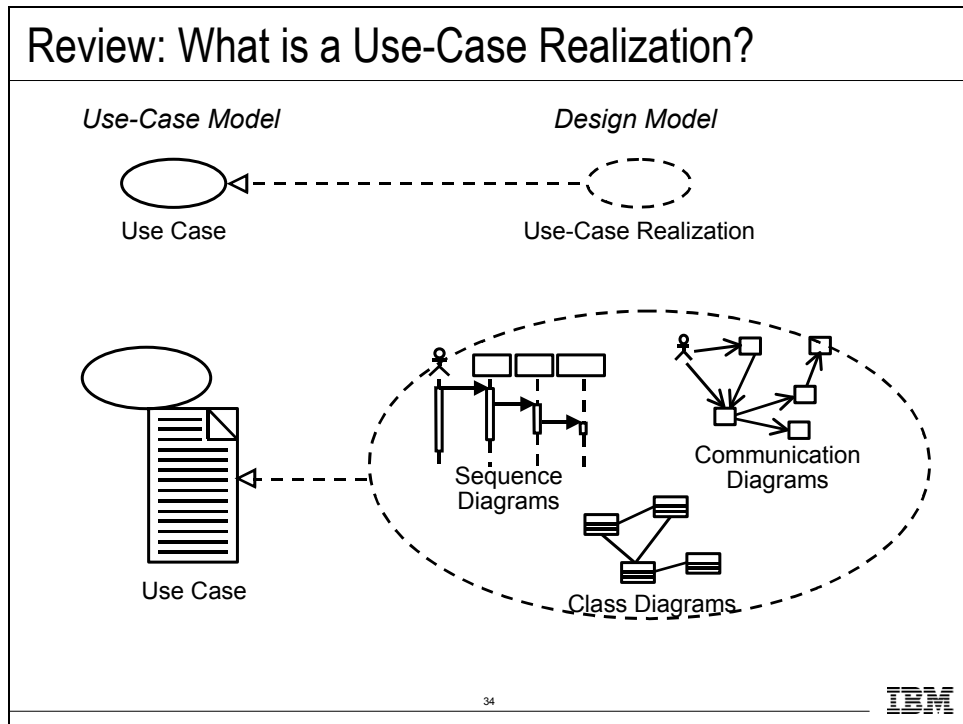 Review: What is a Use-Case Realization?
Use-Case Model
Design Model
Use Case
Use-Case Realization
Sequence
Diagrams
Communication
Diagrams
Class Diagrams
Use Case
34
IBM